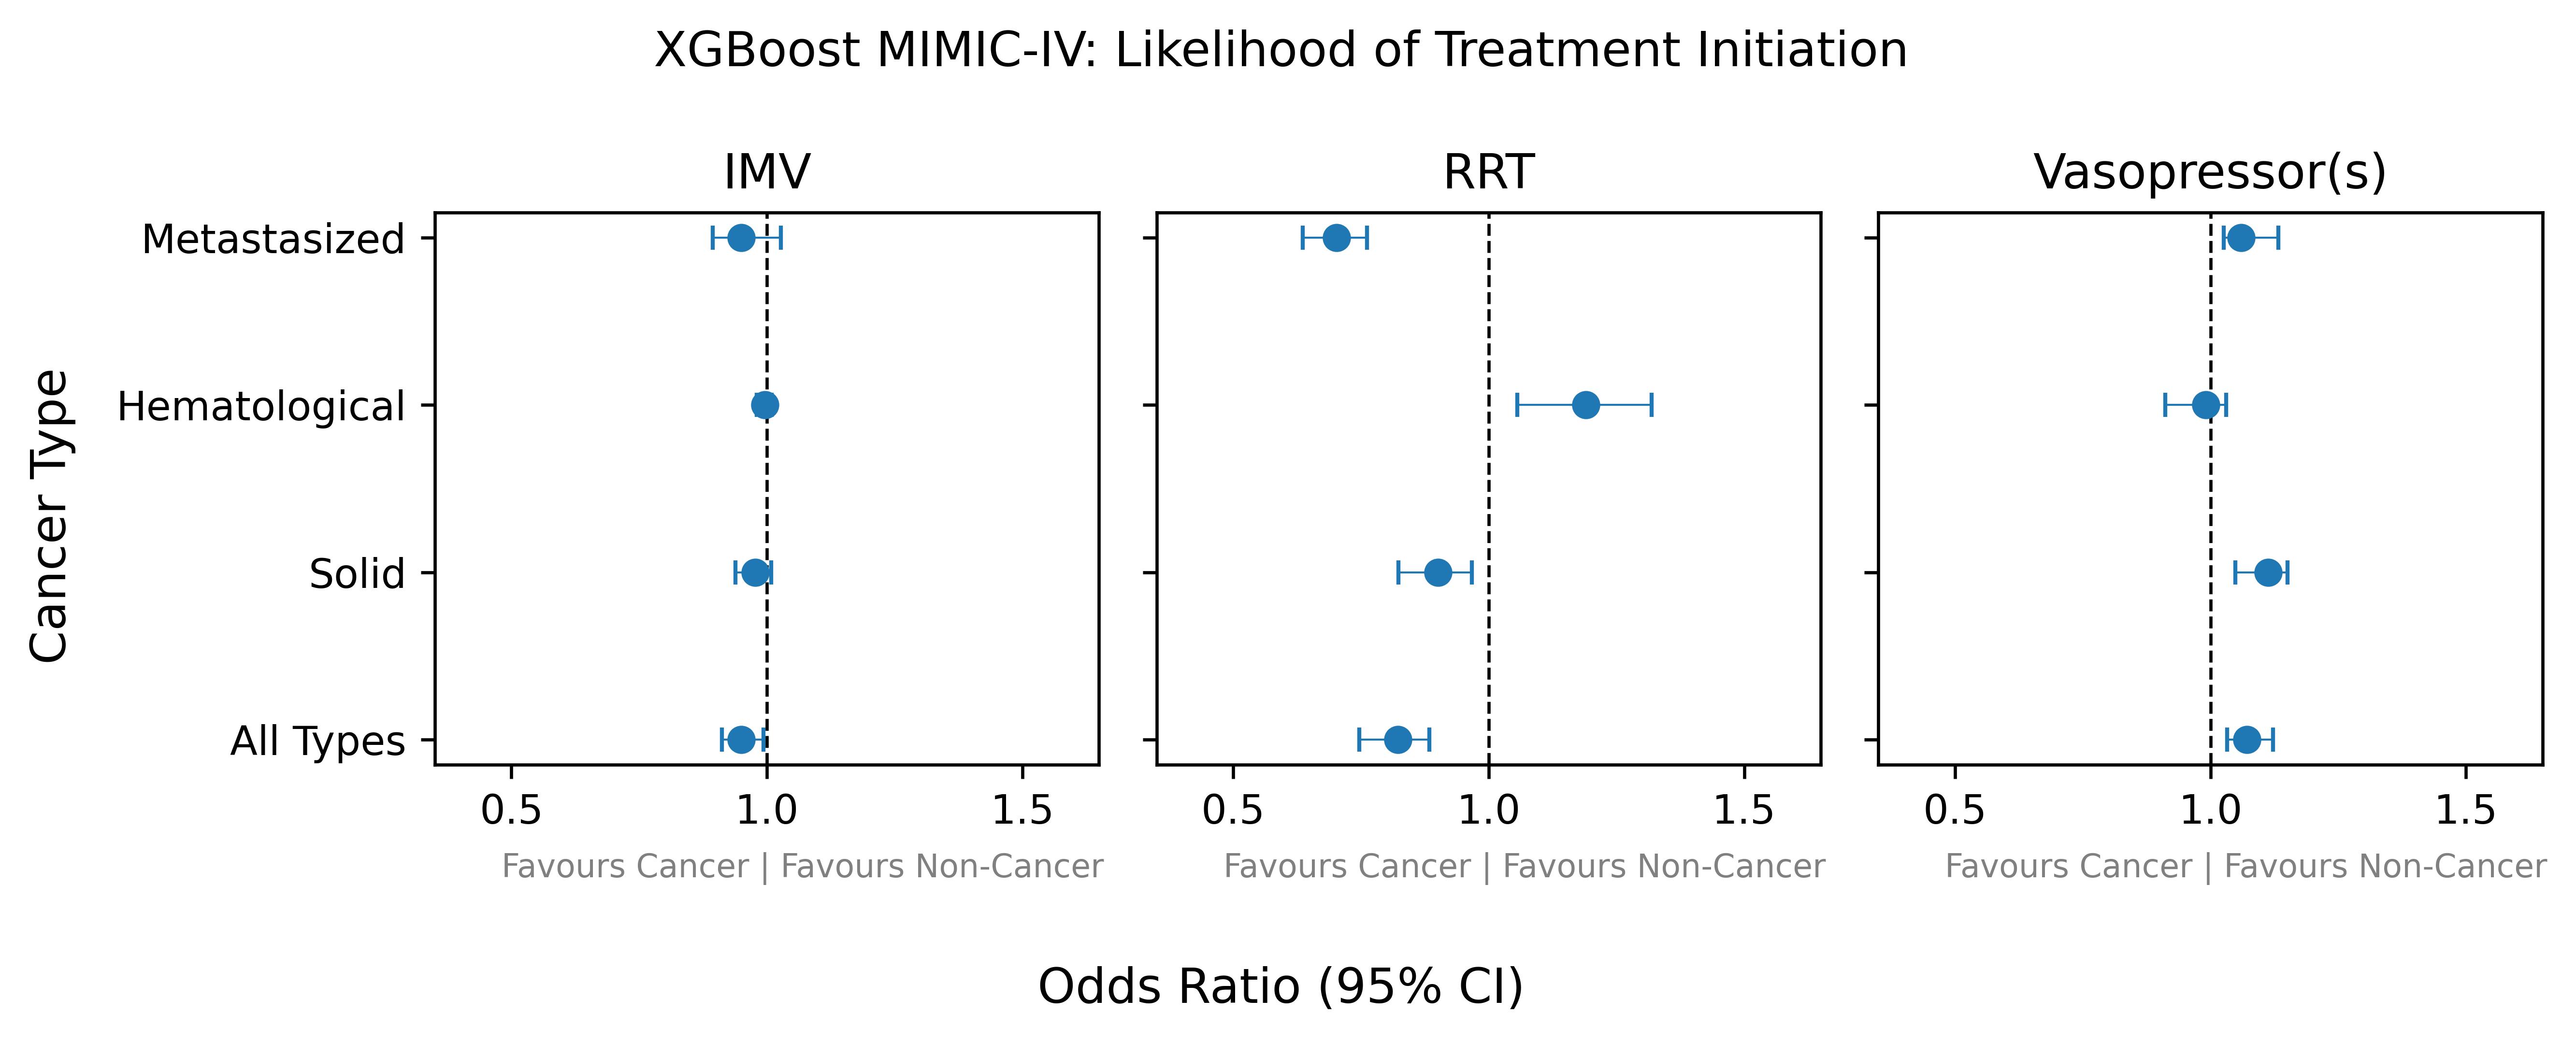 XGBoost MIMIC-IV: Likelihood of Treatment Initiation
IMV
RRT
Vasopressor(s)
Cancer Type
Metastasized
Hematological
Solid
All Types
0.5 1.0 1.5
0.5 1.0 1.5
0.5 1.0 1.5
Favours Cancer | Favours Non-Cancer
Favours Cancer | Favours Non-Cancer
Favours Cancer | Favours Non-Cancer
Odds Ratio (95% CI)